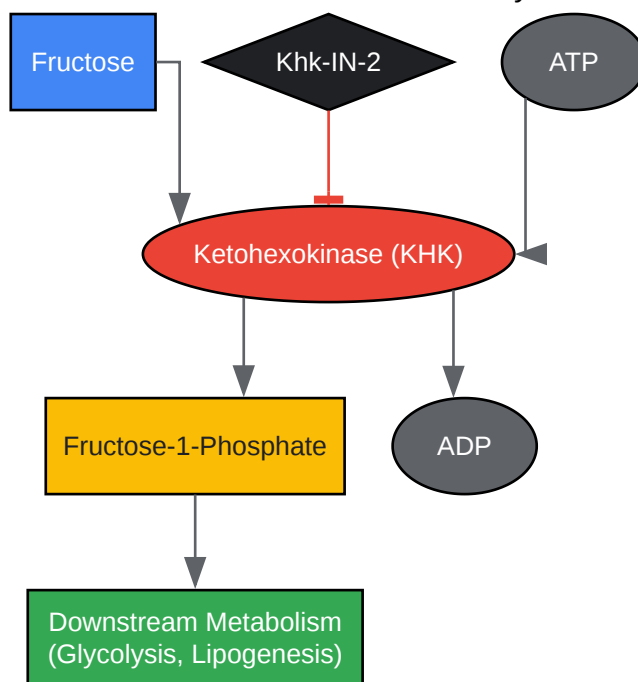 Fructose
Khk-IN-2
ATP
Ketohexokinase (KHK)
Fructose-1-Phosphate
ADP
Downstream Metabolism
(Glycolysis, Lipogenesis)